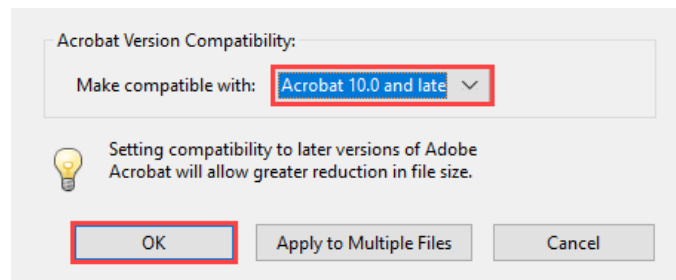 Acrobat Version Compatibility:
Make compatible with: Acrobat 10.0 and late
Setting compatibility to later versions of Adobe
Acrobat will allow greater reduction in file size.
OK Apply to Multiple Files Cancel